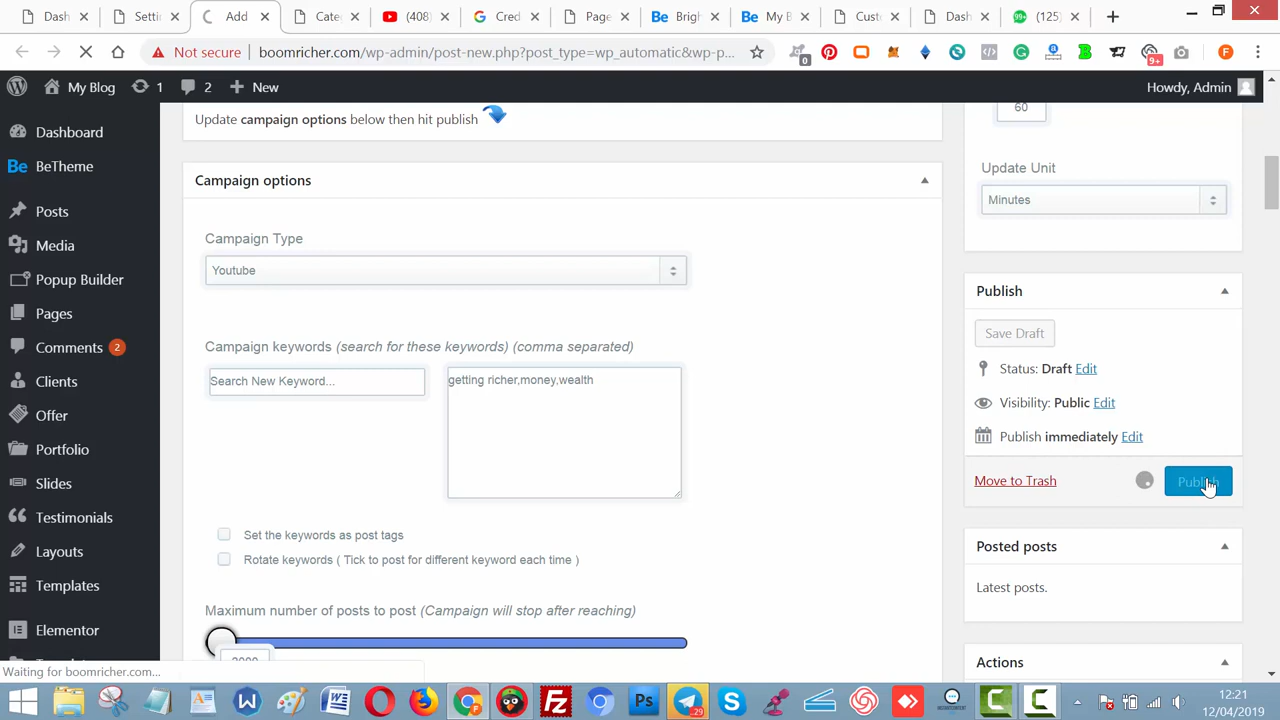 Dash
Setti
Add
Cate
(408)
Cred
Page
Brigh
My B
Custo
Dash
(125)
Not secure
boomricher.com/wp-admin/post-new.php?post_type=wp_automatic&wp-p...
0
9+
F
My Blog
1
2
New
Howdy, Admin
Dashboard
BeTheme
Posts
Media
Popup Builder
Pages
Comments 2
Clients
Offer
Portfolio
Slides
Testimonials
Layouts
Templates
Elementor
Update campaign options below then hit publish
Campaign options
Campaign Type
Youtube
Campaign keywords (search for these keywords) (comma separated)
Search New Keyword...
getting richer,money,wealth
Set the keywords as post tags
Rotate keywords ( Tick to post for different keyword each time )
Maximum number of posts to post (Campaign will stop after reaching)
60
Update Unit
Minutes
Publish
Save Draft
Status: Draft Edit
Visibility: Public Edit
Publish immediately Edit
Move to Trash
Publish
Posted posts
Latest posts.
Actions
Waiting for boomricher.com...
12:21
12/04/2019